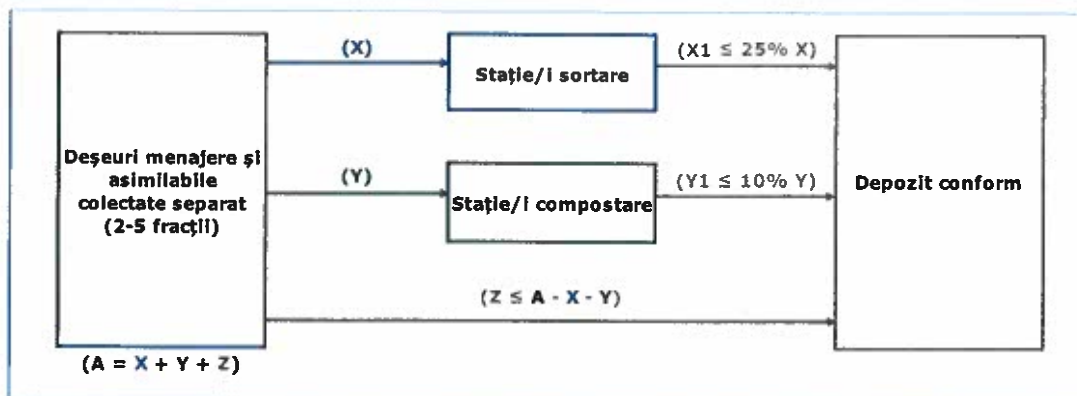 (X)
Stație/i sortare
(X1 ≤ 25% X)
Deșeuri menajere și
asimilabile
colectate separat
(2-5 fracții)
(Y)
Stație/i compostare
(Y1 ≤ 10% Y)
Depozit conform
(Z ≤ A - X - Y)
(A = X + Y + Z)